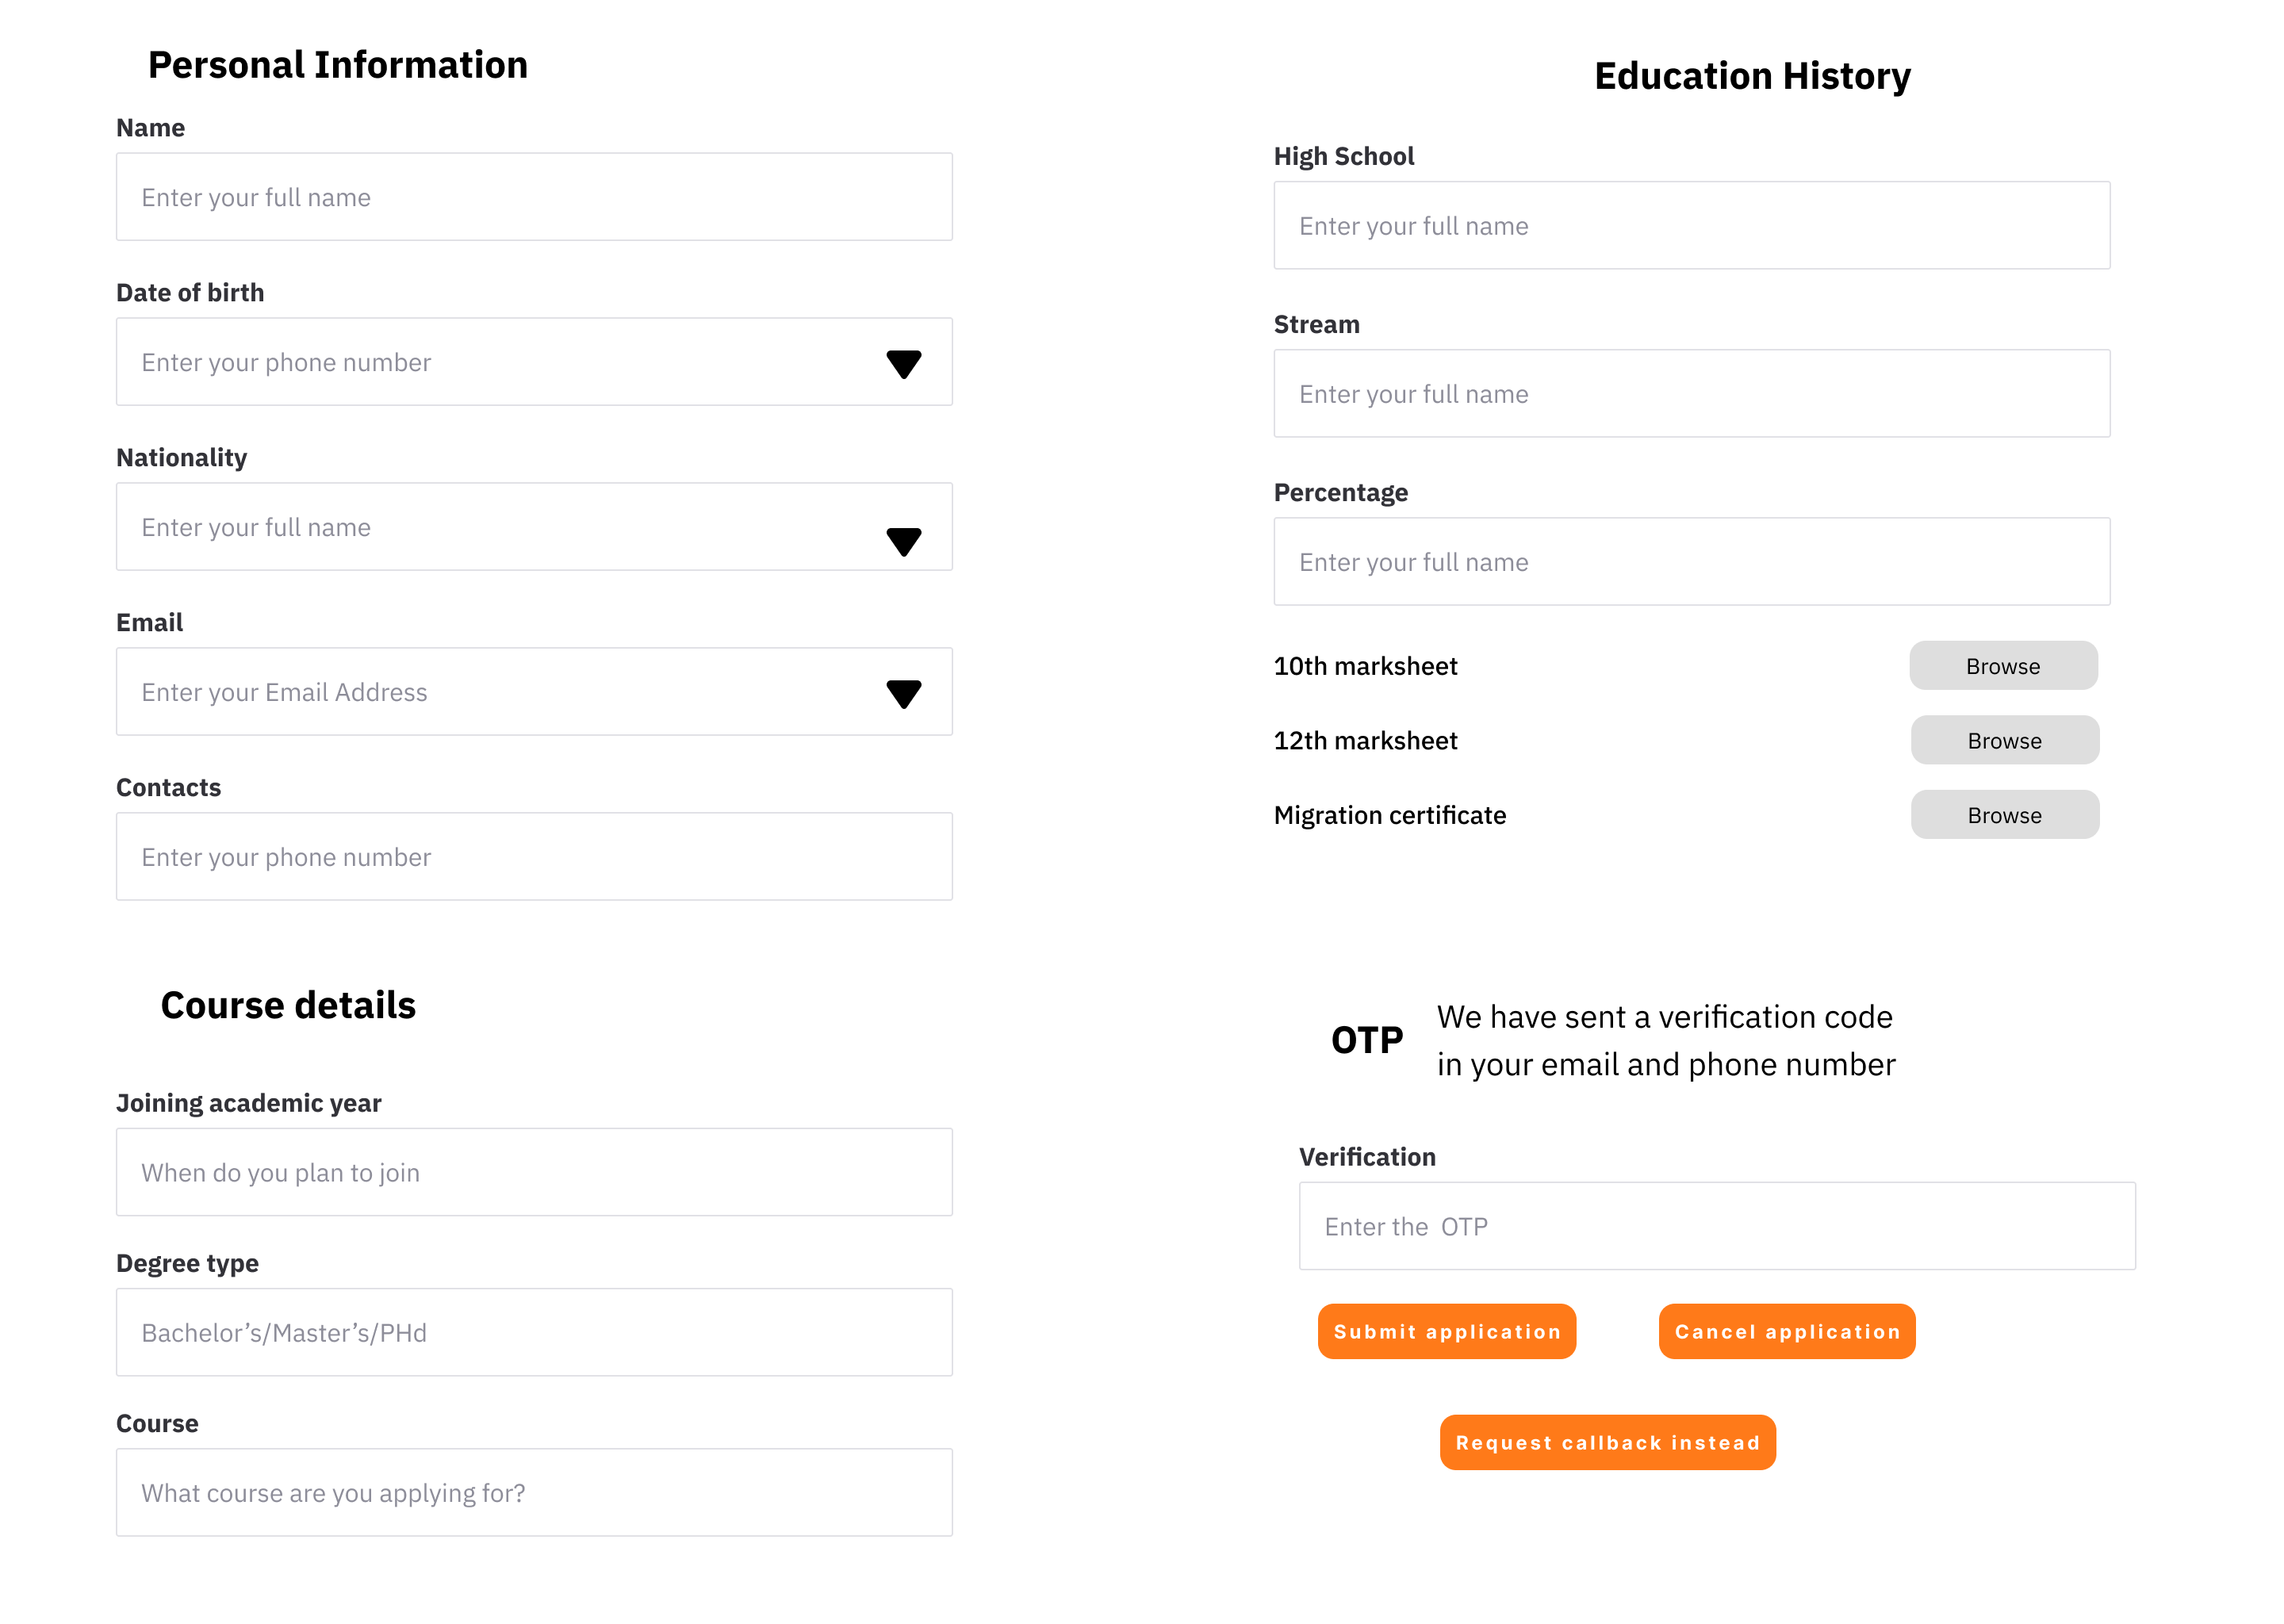 Personal Information
Name
Enter your full name
Date of birth
Enter your phone number
Nationality
Enter your full name
Email
Enter your Email Address
Contacts
Enter your phone number
Course details
Joining academic year
When do you plan to join
Degree type
Bachelor’s/Master’s/PHd
Course
What course are you applying for?
Education History
High School
Enter your full name
Stream
Enter your full name
Percentage
Enter your full name
10th marksheet Browse
12th marksheet Browse
Migration certificate Browse
OTP
We have sent a verification code
in your email and phone number
Verification
Enter the  OTP
Submit application Cancel application
Request callback instead